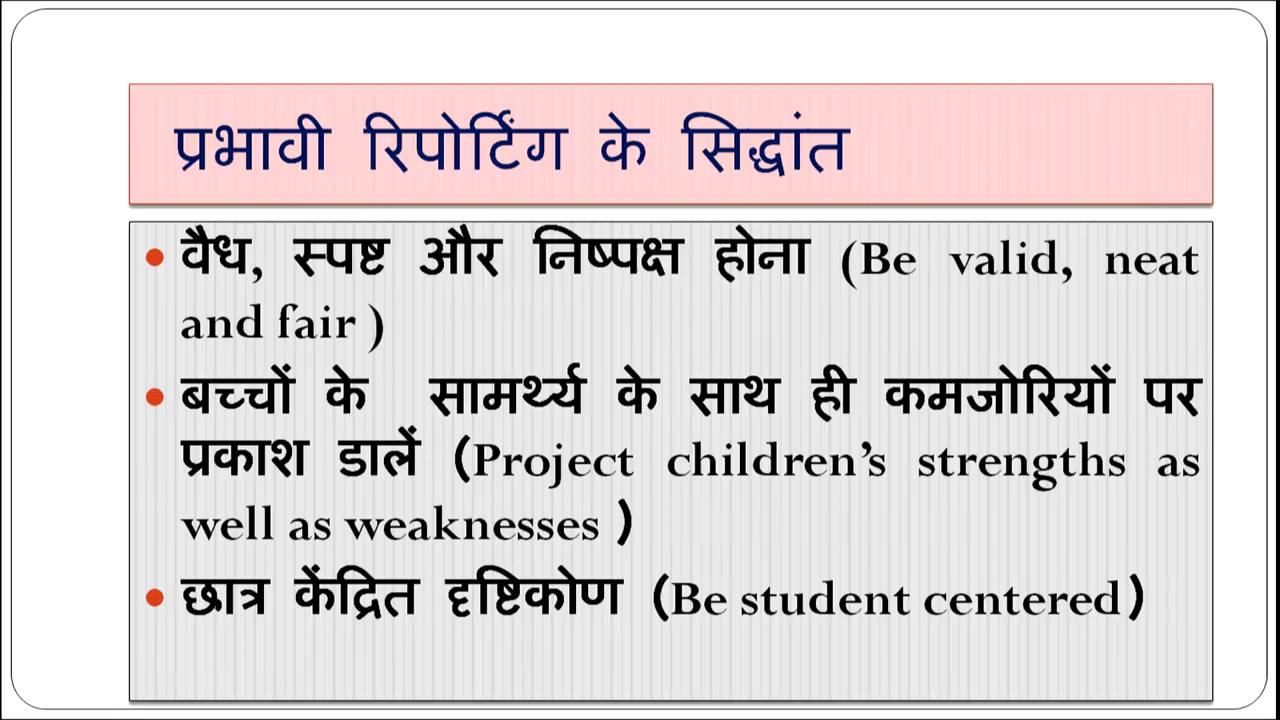 प्रभावी रिपोर्टिंग के सिद्धांत
• वैध, स्पष्ट और निष्पक्ष होना (Be valid, neat
and fair )
• बच्चों के सामर्थ्य के साथ ही कमजोरियों पर
प्रकाश डालें (Project children’s strengths as
well as weaknesses )
• छात्र केंद्रित दृष्टिकोण (Be student centered)